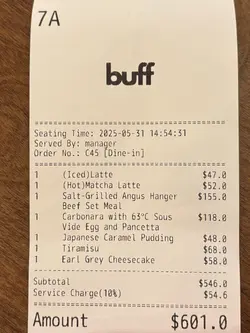 7A
buff
Seating Time: 2025-05-31 14:54:31
Served By: manager
Order No.: C45 [Dine-in]
1 (Iced)Latte $47.0
1 (Hot)Matcha Latte $52.0
1 Salt-Grilled Angus Hanger $155.0
Beef Set Meal
1 Carbonara with 63℃ Sous $118.0
Vide Egg and Pancetta
1 Japanese Caramel Pudding $48.0
1 Tiramisu $68.0
1 Earl Grey Cheesecake $58.0
Subtotal $546.0
Service Charge(10%) $54.6
Amount $601.0